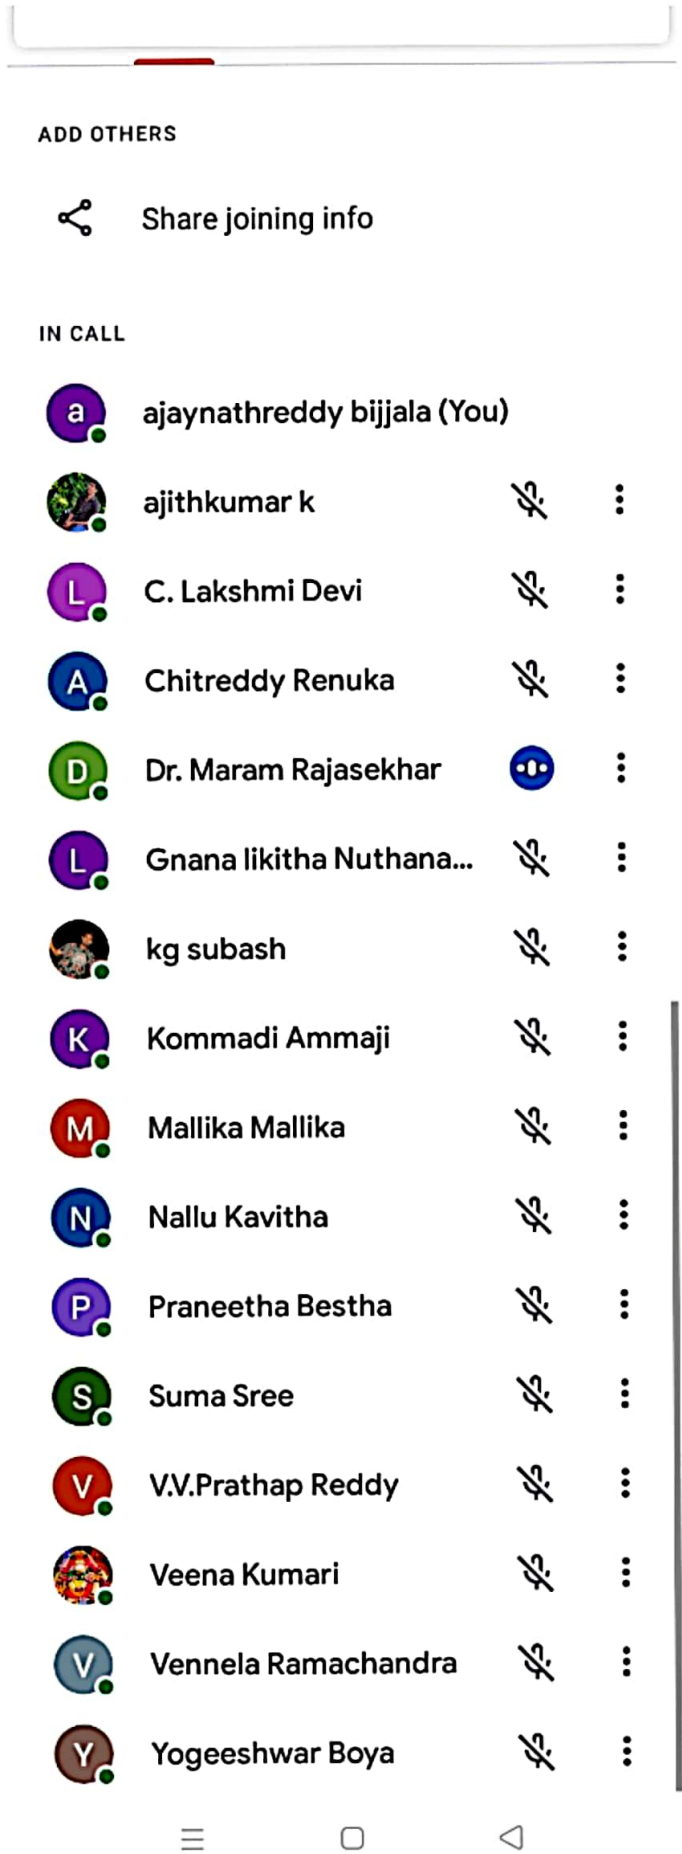 ADD OTHERS
Share joining info
IN CALL
a ajaynathreddy bijjala (You)
ajithkumar k
L C. Lakshmi Devi
A Chitreddy Renuka
D Dr. Maram Rajasekhar
L Gnana likitha Nuthana...
kg subash
K Kommadi Ammaji
M Mallika Mallika
N Nallu Kavitha
P Praneetha Bestha
S Suma Sree
V V.V.Prathap Reddy
Veena Kumari
V Vennela Ramachandra
Y Yogeeshwar Boya